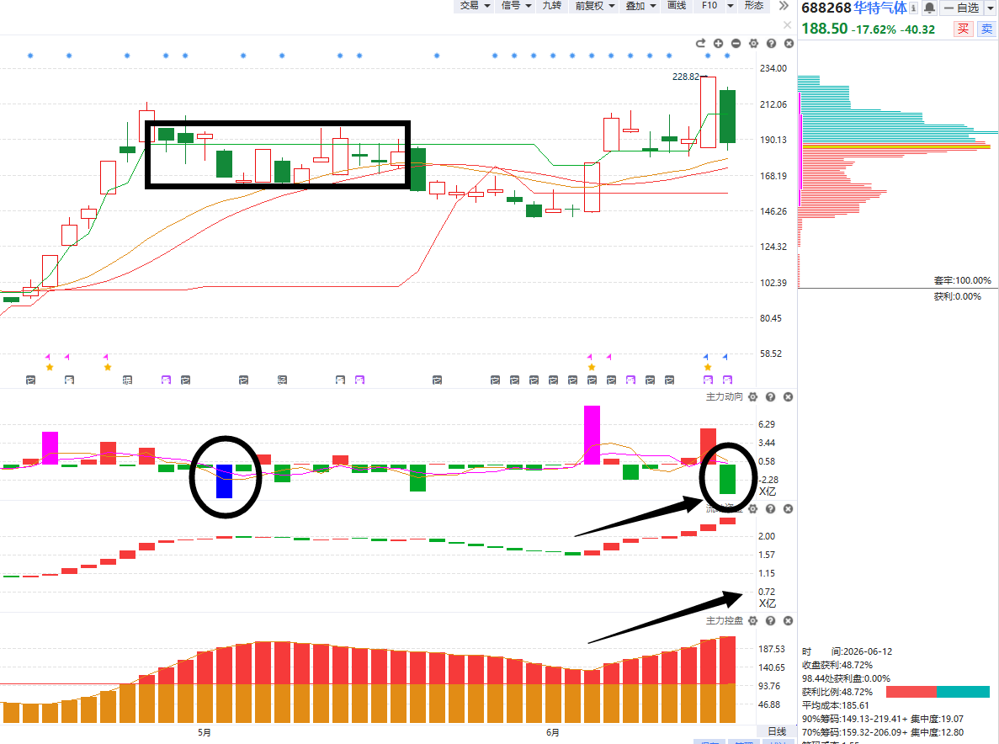 交易 信号 九转 前复权 叠加 画线 F10 形态
688268 华特气体 自选
188.50 -17.62% -40.32 买 卖
234.00
228.82
212.06
190.13
168.19
146.26
124.32
102.39
80.45
58.52
套牢:100.00%
获利:0.00%
主力动向
6.29
3.44
0.58
-2.28
X亿
2.00
1.57
1.15
0.72
X亿
主力控盘
187.53
140.65
93.76
46.88
5月 6月 日线
时 间:2026-06-12
收盘获利:48.72%
98.44处获利盘:0.00%
获利比例:48.72%
平均成本:185.61
90%筹码:149.13-219.41+ 集中度:19.07
70%筹码:159.32-206.09+ 集中度:12.80